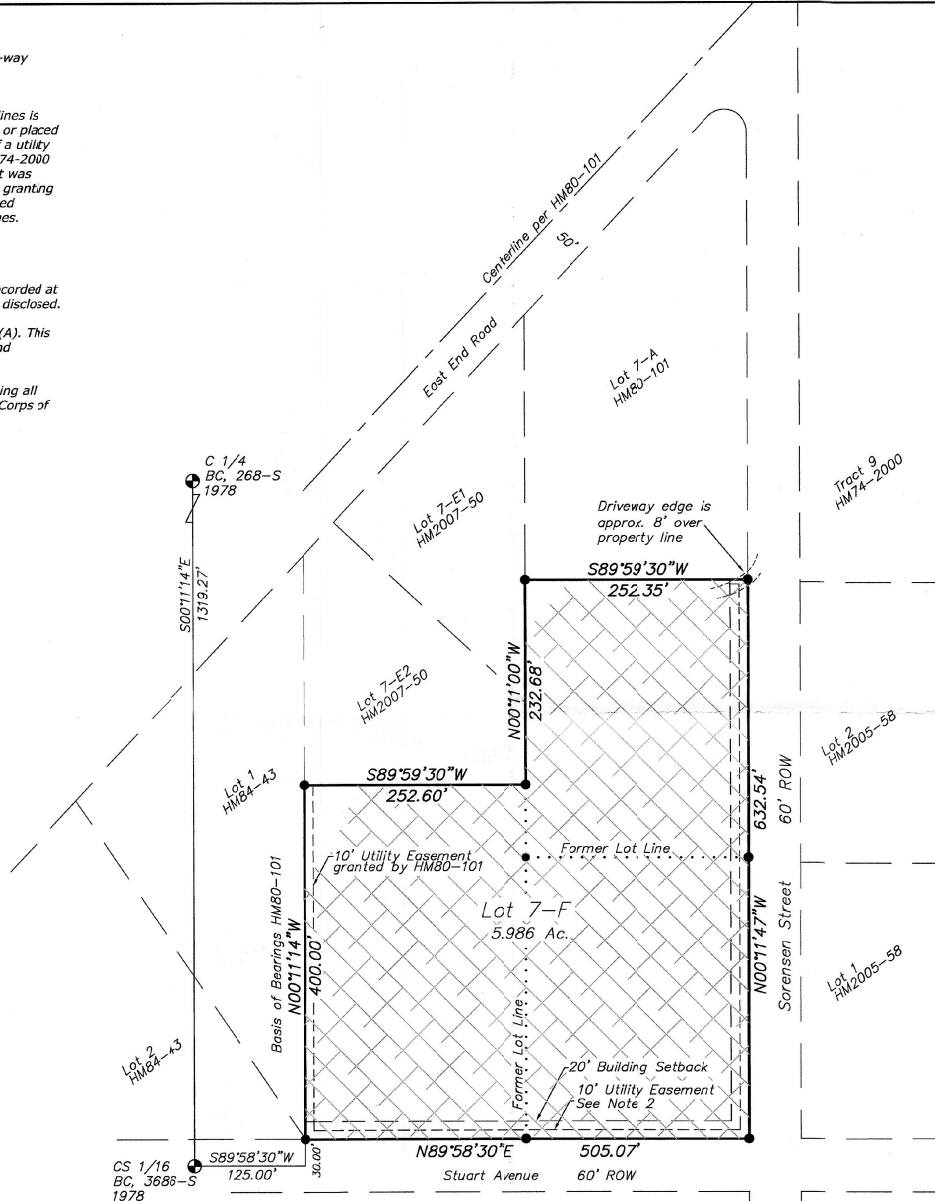 -way
lines is
or placed
f a utility
74-2000
t was
granting
ed
nes.
ecorded at
disclosed.
(A). This
nd
ing all
Corps of
Centerline per HM80-101
50'
East End Road
Lot 7-A
HM80-101
C 1/4
BC, 268-S
1978
Lot 7-E1
HM2007-50
Tract 9
HM74-2000
Driveway edge is
approx. 8' over
property line
S89°59'30"W
252.35'
S00°11'14"E
1319.27'
N00°11'00"W
232.68'
Lot 7-E2
HM2007-50
Lot 2
HM2005-58
Lot 1
HM84-43
S89°59'30"W
252.60'
632.54'
60' ROW
Former Lot Line
10' Utility Easement
granted by HM80-101
Lot 7-F
5.986 Ac.
Basis of Bearings HM80-101
N00°11'14"W
400.00'
N00°11'47"W
Sorensen Street
Lot 1
HM2005-58
Former Lot Line
Lot 2
HM84-43
20' Building Setback
10' Utility Easement
See Note 2
CS 1/16
BC, 3686-S
1978
S89°58'30"W
125.00'
30.00'
N89°58'30"E
505.07'
Stuart Avenue
60' ROW